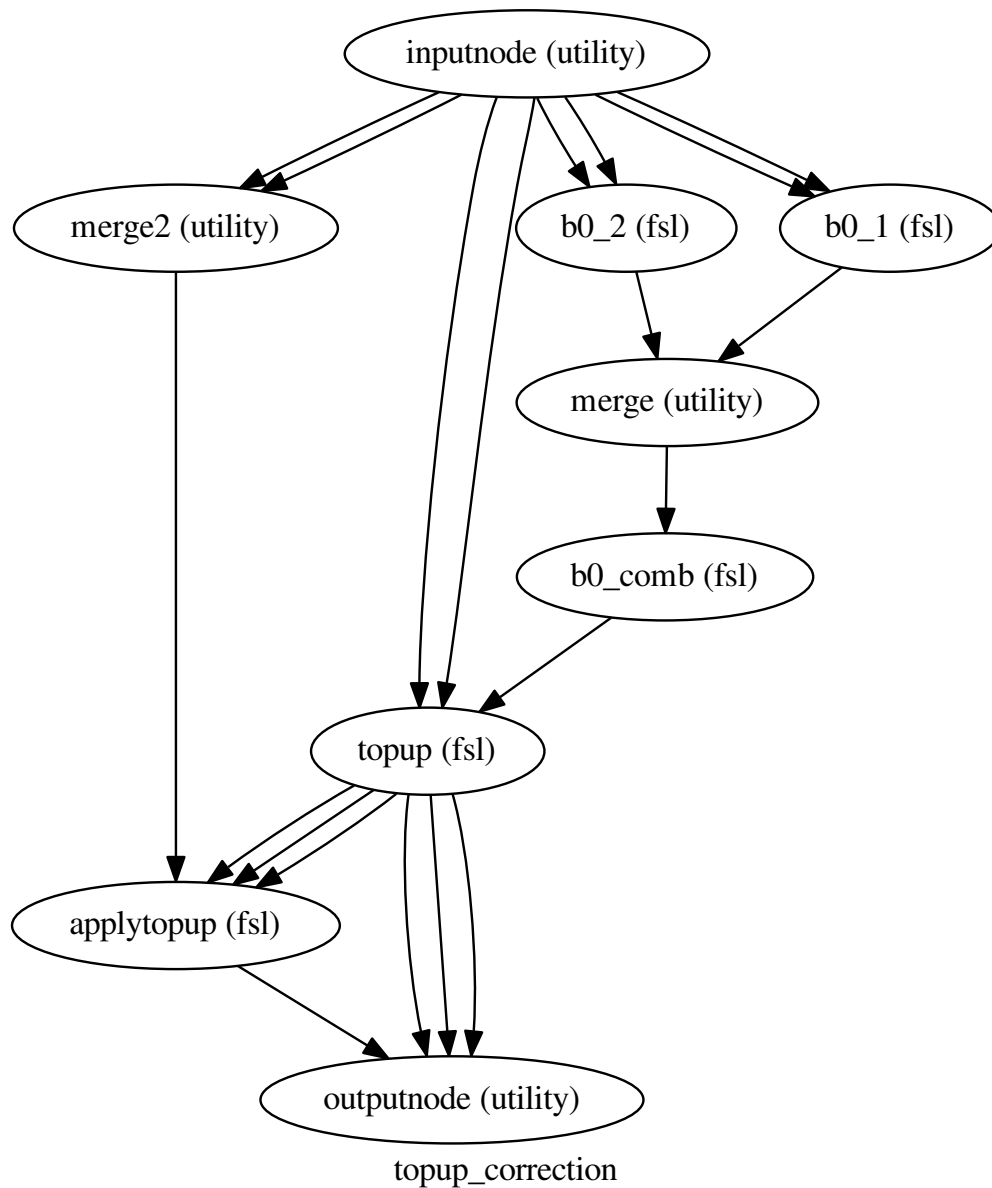 inputnode (utility)
merge2 (utility)
b0_2 (fsl)
b0_1 (fsl)
merge (utility)
b0_comb (fsl)
topup (fsl)
applytopup (fsl)
outputnode (utility)
topup_correction